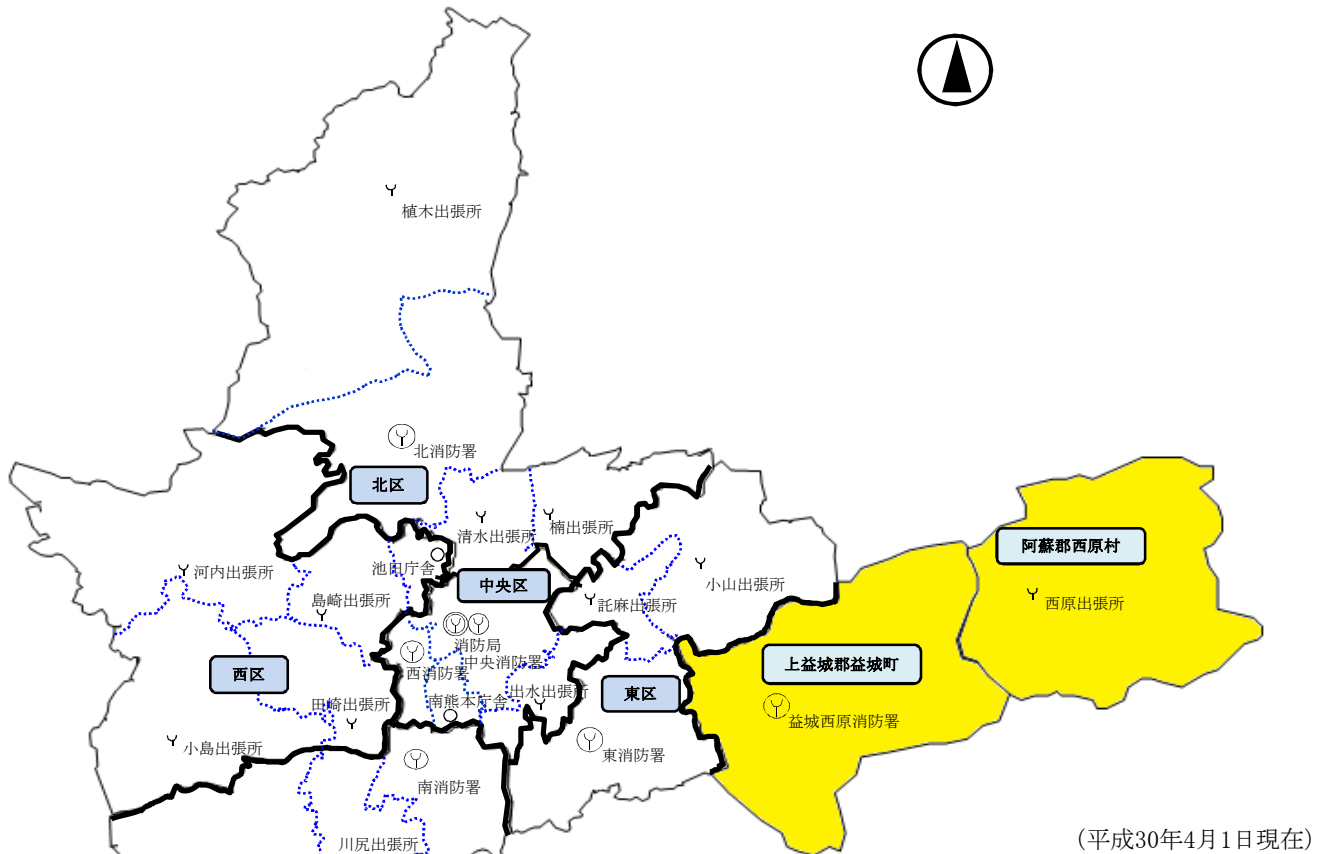 植木出張所
北消防署
北区
清水出張所
楠出張所
池田庁舎
河内出張所
島崎出張所
中央区
託麻出張所
小山出張所
阿蘇郡西原村
西原出張所
消防局
中央消防署
西消防署
西区
田崎出張所
南熊本庁舎
出水出張所
東区
上益城郡益城町
益城西原消防署
小島出張所
東消防署
南消防署
川尻出張所
(平成30年4月1日現在)